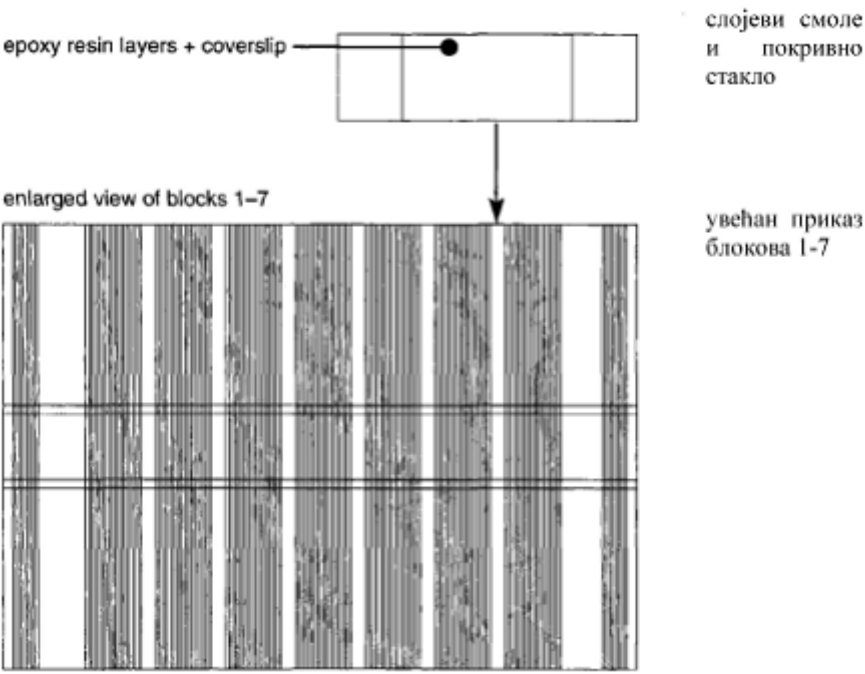 epoxy resin layers + coverslip
слојеви смоле
и покривно
стакло
enlarged view of blocks 1–7
увећан приказ
блокова 1-7